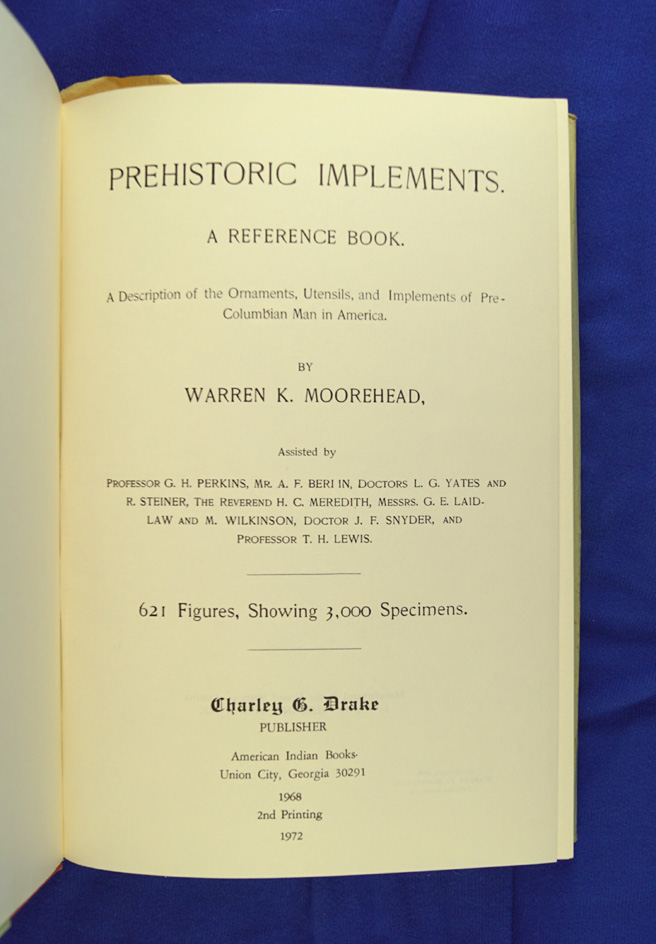 PREHISTORIC IMPLEMENTS.
A REFERENCE BOOK.
A Description of the Ornaments, Utensils, and Implements of Pre-
Columbian Man in America.
BY
WARREN K. MOOREHEAD,
Assisted by
PROFESSOR G. H. PERKINS, MR. A. F. BERLIN, DOCTORS L. G. YATES AND
R. STEINER, THE REVEREND H. C. MEREDITH, MESSRS. G. E. LAID-
LAW AND M. WILKINSON, DOCTOR J. F. SNYDER, AND
PROFESSOR T. H. LEWIS.
621 Figures, Showing 3,000 Specimens.
Charley G. Drake
PUBLISHER
American Indian Books-
Union City, Georgia 30291
1968
2nd Printing
1972